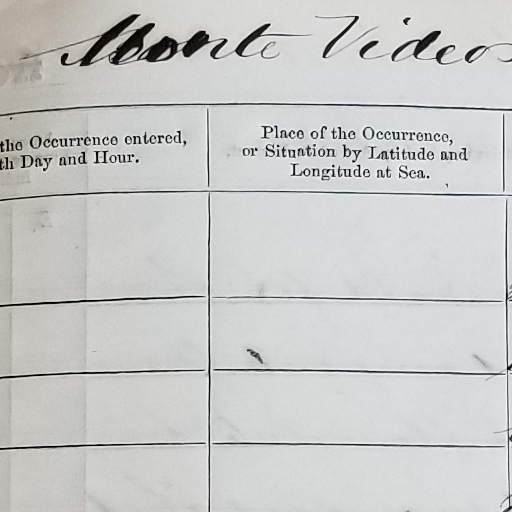 Monte Video
the Occurrence entered,
th Day and Hour.
Place of the Occurrence,
or Situation by Latitude and
Longitude at Sea.